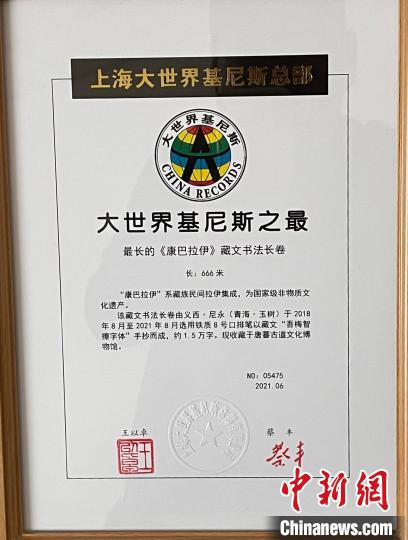 上海大世界基尼斯总部
大世界基尼斯
CHINA RECORDS
大世界基尼斯之最
最长的《康巴拉伊》藏文书法长卷
长：666 米
“康巴拉伊”系藏族民间拉伊集成，为国家级非物质文
化遗产。
该藏文书法长卷由义西·尼永（青海·玉树）于 2018
年 8 月至 2021 年 8 月选用铁质 8 号口排笔以藏文“吾梅智
擦字体”手抄而成，约 1.5 万字。现收藏于唐蕃古道文化博
物馆。
NO：05475
2021.06
王以卓
蔡 丰
蔡丰
中新网
Chinanews.com